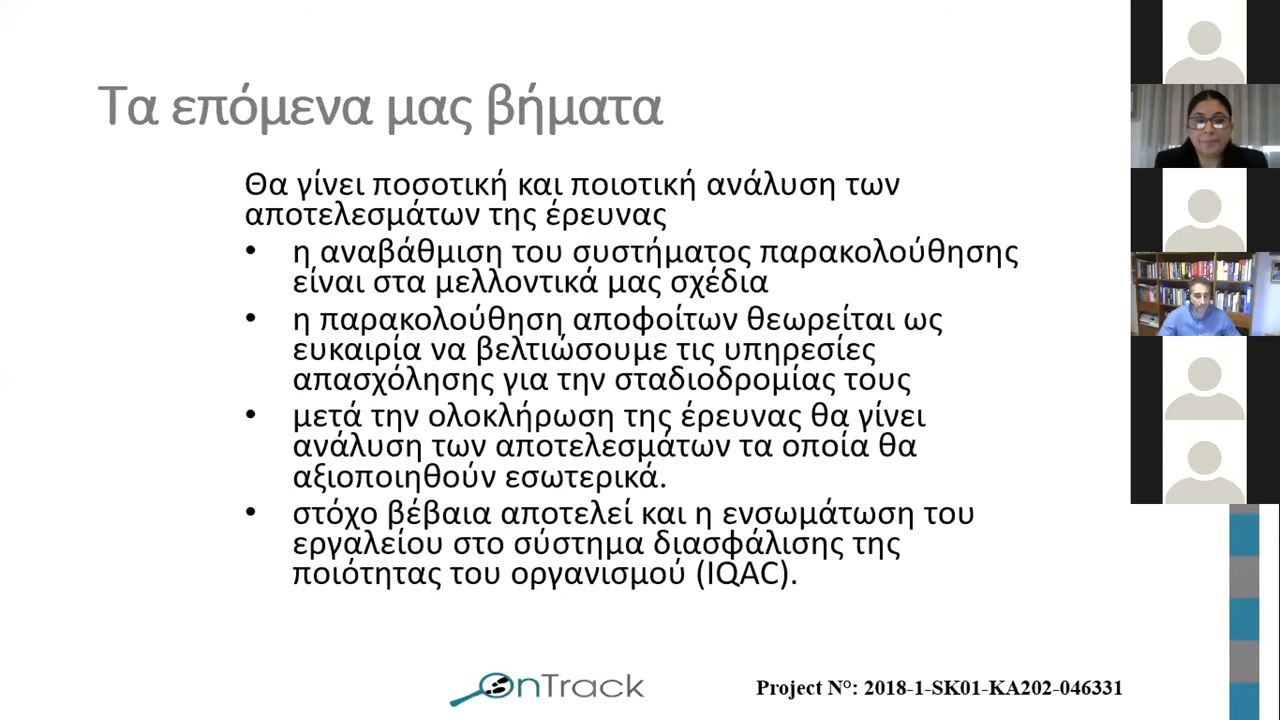 Τα επόμενα μας βήματα
Θα γίνει ποσοτική και ποιοτική ανάλυση των
αποτελεσμάτων της έρευνας
• η αναβάθμιση του συστήματος παρακολούθησης
είναι στα μελλοντικά μας σχέδια
• η παρακολούθηση αποφοίτων θεωρείται ως
ευκαιρία να βελτιώσουμε τις υπηρεσίες
απασχόλησης για την σταδιοδρομίας τους
• μετά την ολοκλήρωση της έρευνας θα γίνει
ανάλυση των αποτελεσμάτων τα οποία θα
αξιοποιηθούν εσωτερικά.
• στόχο βέβαια αποτελεί και η ενσωμάτωση του
εργαλείου στο σύστημα διασφάλισης της
ποιότητας του οργανισμού (IQAC).
OnTrack
Project N°: 2018-1-SK01-KA202-046331